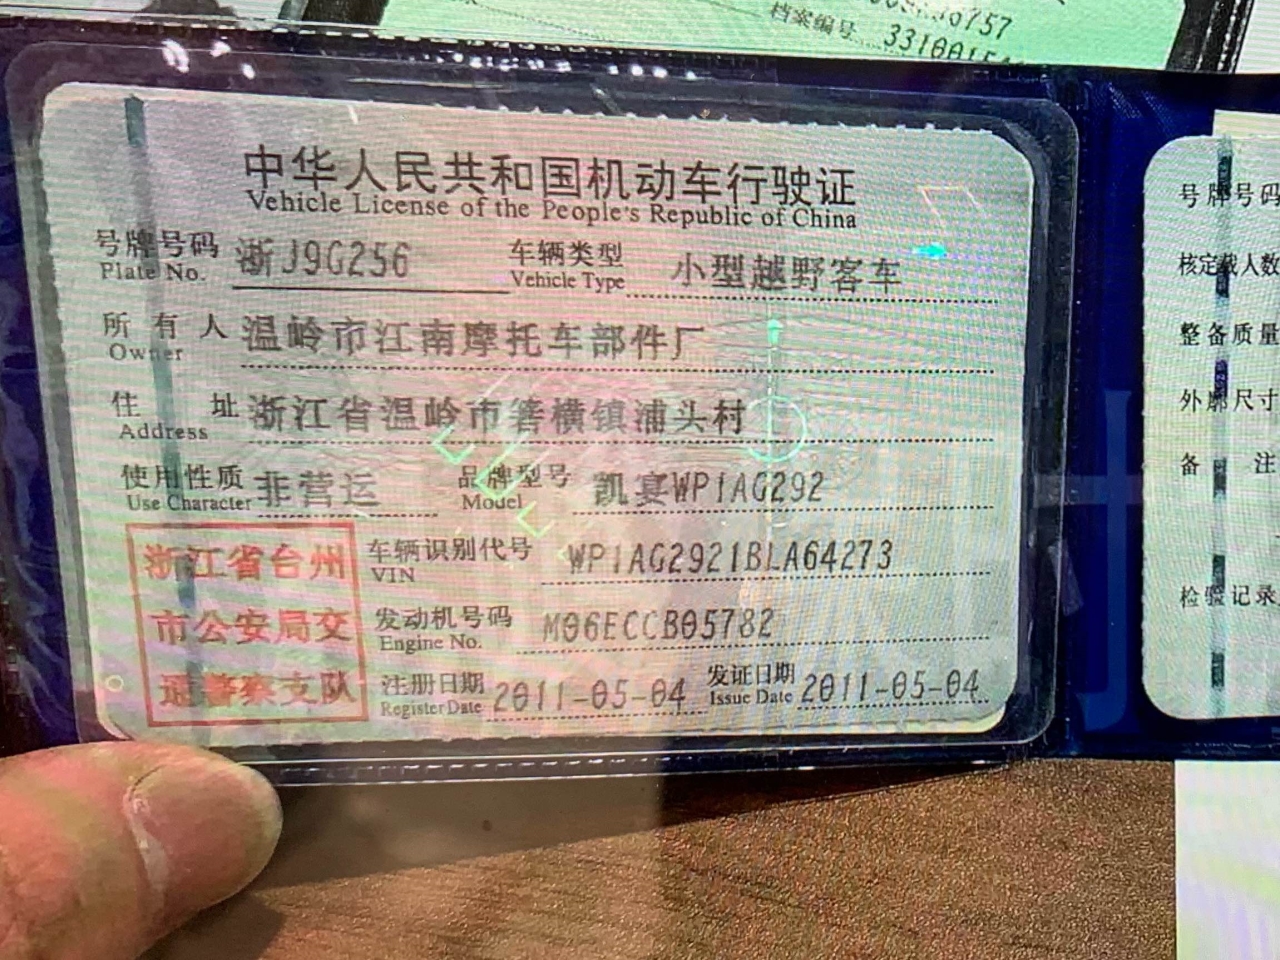 档案编号
中华人民共和国机动车行驶证
Vehicle License of the People's Republic of China
号牌号码 浙J9G256 车辆类型 小型越野客车
Plate No. Vehicle Type
所有人 温岭市江南摩托车部件厂
Owner
住址 浙江省温岭市箬横镇浦头村
Address
使用性质 非营运 品牌型号 凯宴WP1AG292
Use Character Model
车辆识别代号 WP1AG2921BLA64273
VIN
发动机号码 M06ECCB05782
Engine No.
注册日期 2011-05-04 发证日期 2011-05-04
Register Date Issue Date
浙江省台州
市公安局交
通警察支队
号牌号码
核定载人数
整备质量
外廓尺寸
备注
检验记录